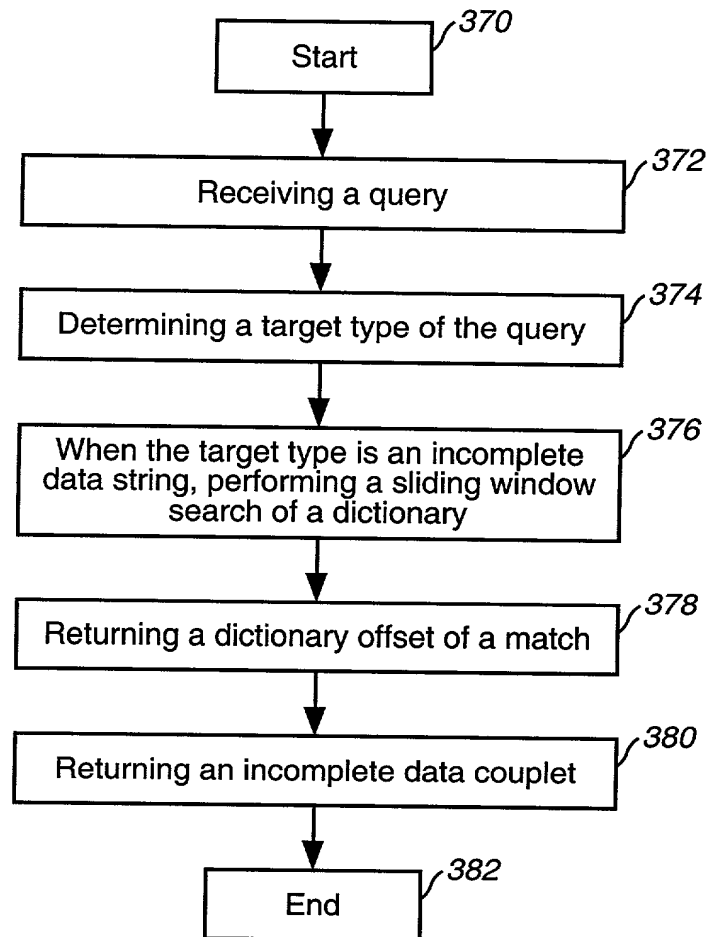 370
Start
372
Receiving a query
374
Determining a target type of the query
376
When the target type is an incomplete
data string, performing a sliding window
search of a dictionary
378
Returning a dictionary offset of a match
380
Returning an incomplete data couplet
382
End